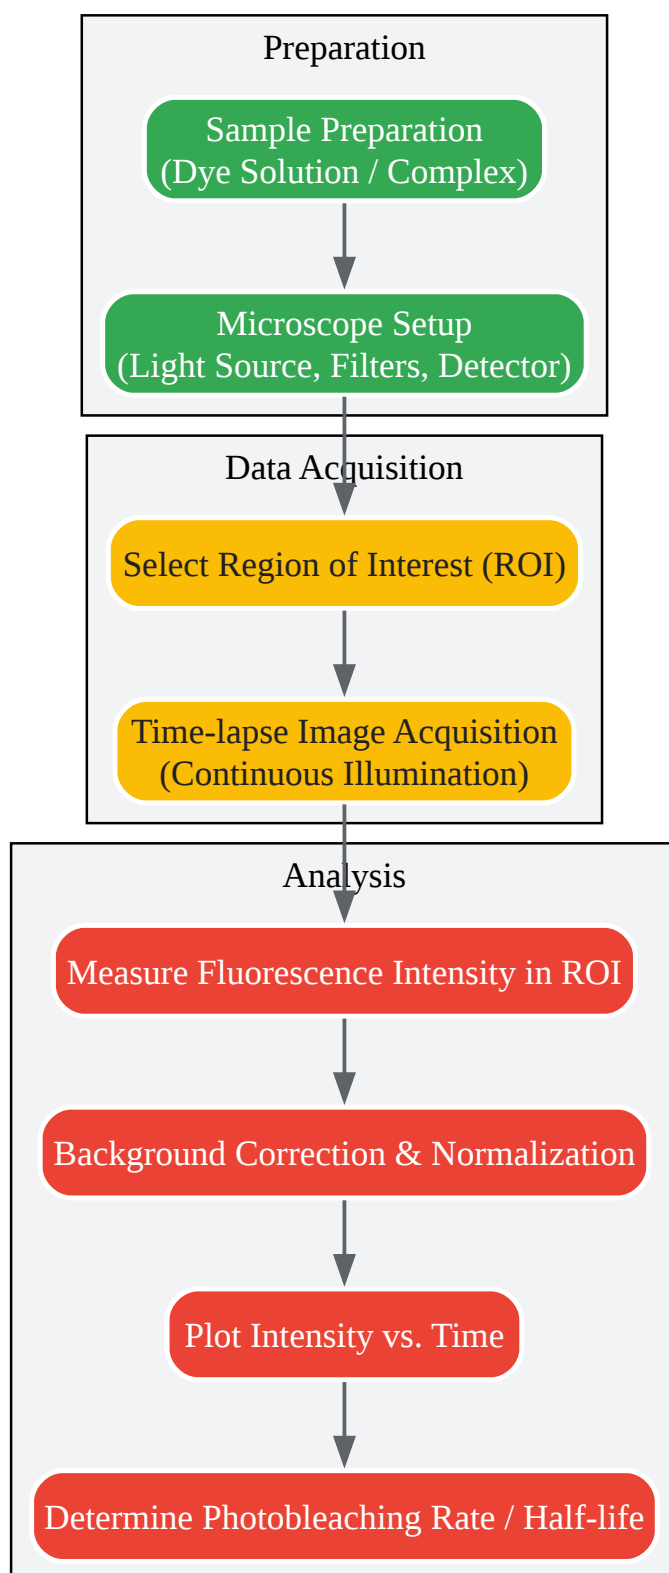 Preparation
Sample Preparation
(Dye Solution / Complex)
Microscope Setup
(Light Source, Filters, Detector)
Data Acquisition
Select Region of Interest (ROI)
Time-lapse Image Acquisition
(Continuous Illumination)
Analysis
Measure Fluorescence Intensity in ROI
Background Correction & Normalization
Plot Intensity vs. Time
Determine Photobleaching Rate / Half-life